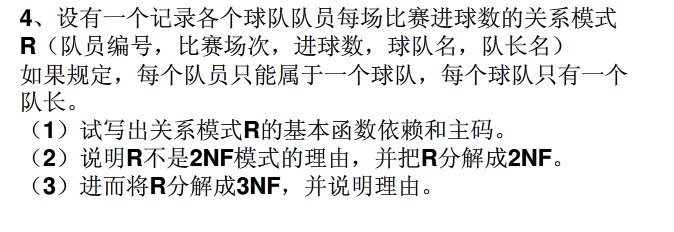 4、设有一个记录各个球队队员每场比赛进球数的关系模式
R（队员编号，比赛场次，进球数，球队名，队长名）
如果规定，每个队员只能属于一个球队，每个球队只有一个
队长。
（1）试写出关系模式R的基本函数依赖和主码。
（2）说明R不是2NF模式的理由，并把R分解成2NF。
（3）进而将R分解成3NF，并说明理由。